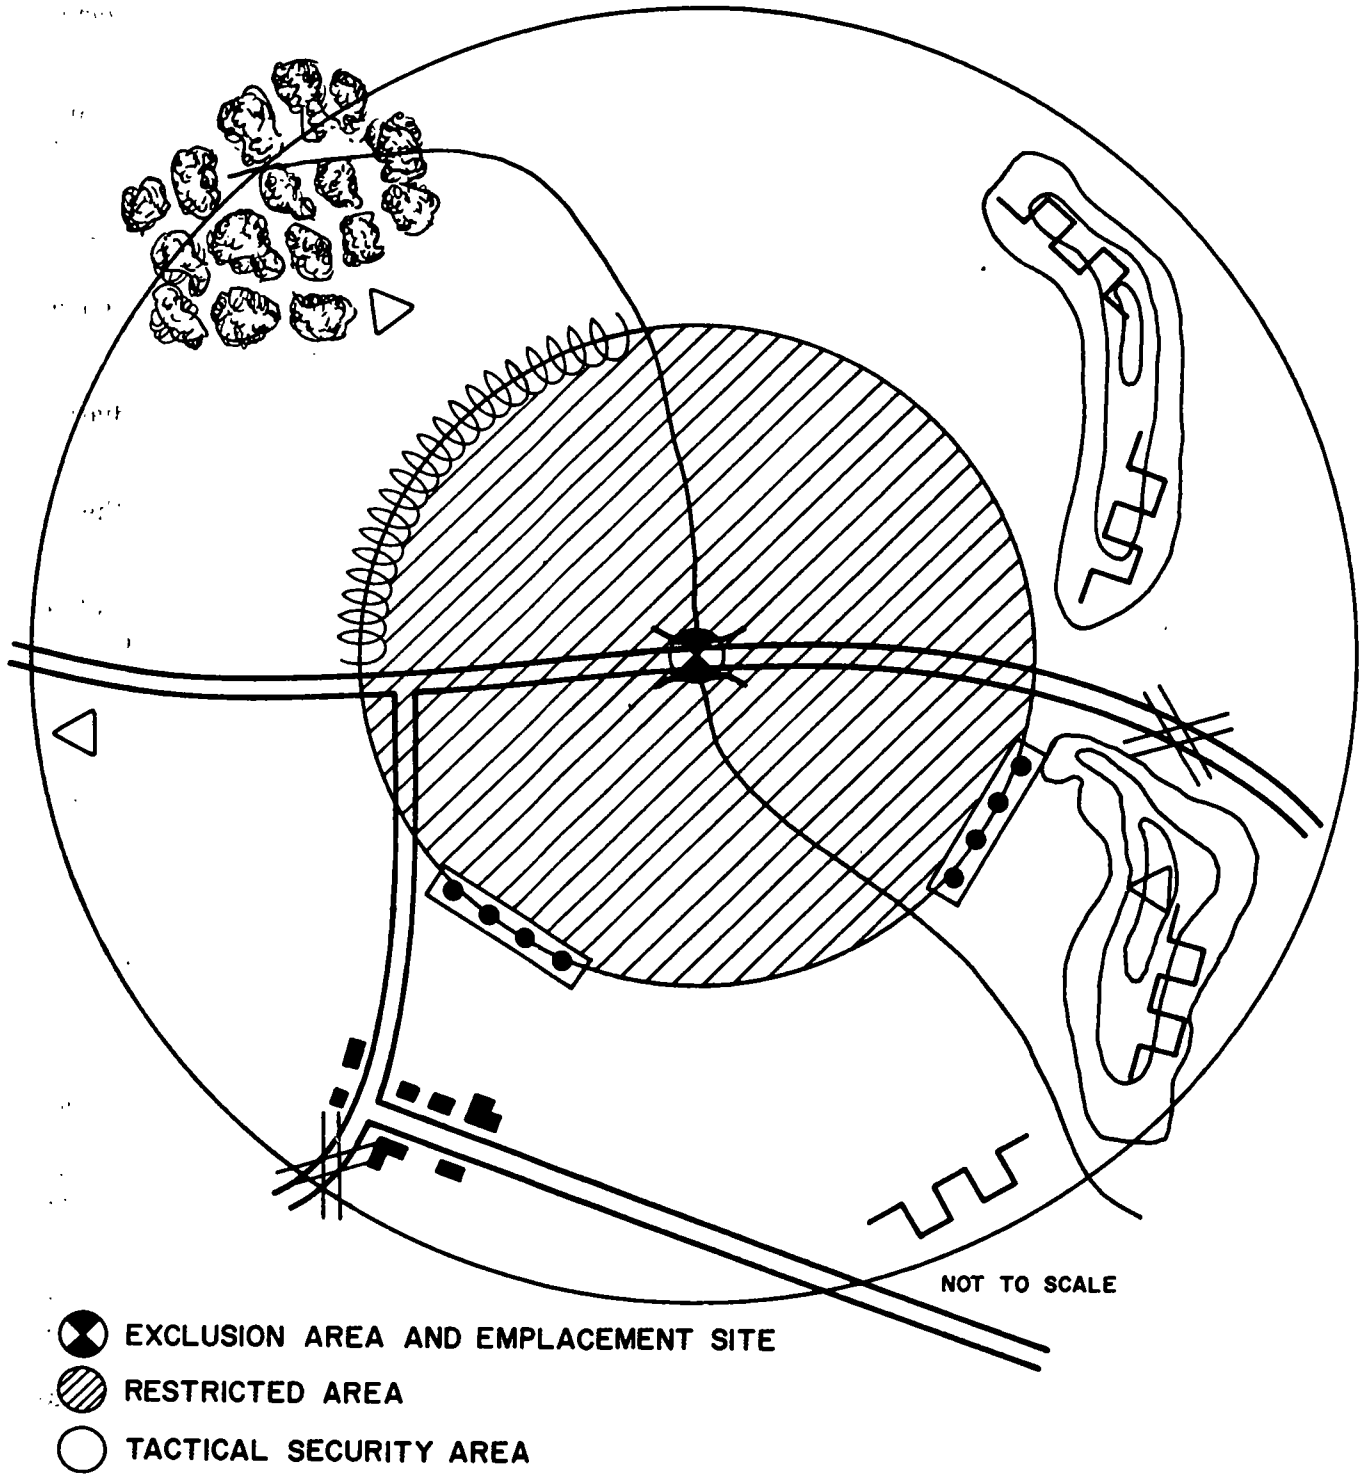 NOT TO SCALE
EXCLUSION AREA AND EMPLACEMENT SITE
RESTRICTED AREA
TACTICAL SECURITY AREA